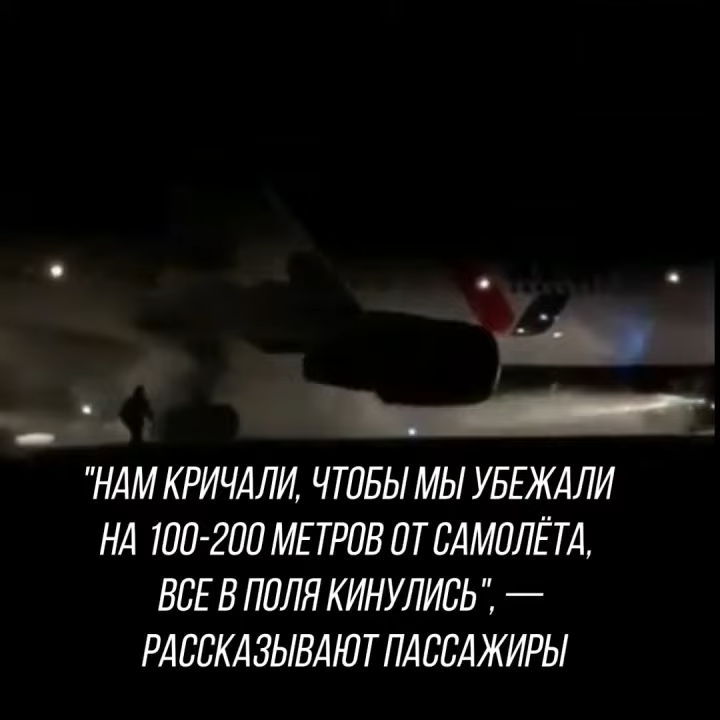 "НАМ КРИЧАЛИ, ЧТОБЫ МЫ УБЕЖАЛИ
НА 100-200 МЕТРОВ ОТ САМОЛЁТА,
ВСЕ В ПОЛЯ КИНУЛИСЬ", —
РАССКАЗЫВАЮТ ПАССАЖИРЫ